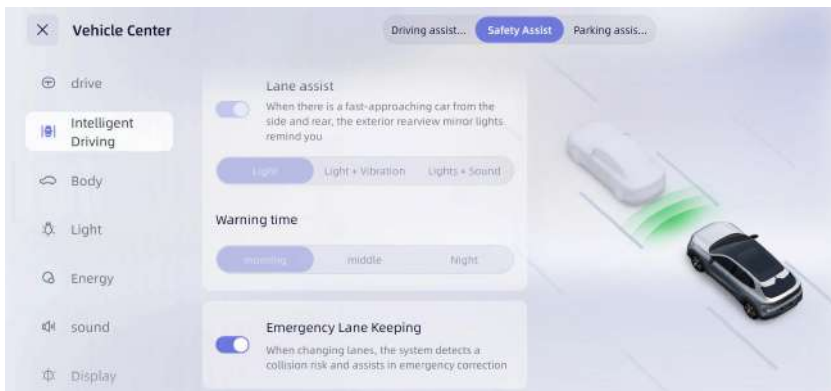 Vehicle Center
Driving assist...
Safety Assist
Parking assis...
drive
Intelligent
Driving
Body
Light
Energy
sound
Display
Lane assist
When there is a fast-approaching car from the
side and rear, the exterior rearview mirror lights
remind you
Light
Light + Vibration
Lights + Sound
Warning time
morning
middle
Night
Emergency Lane Keeping
When changing lanes, the system detects a
collision risk and assists in emergency correction